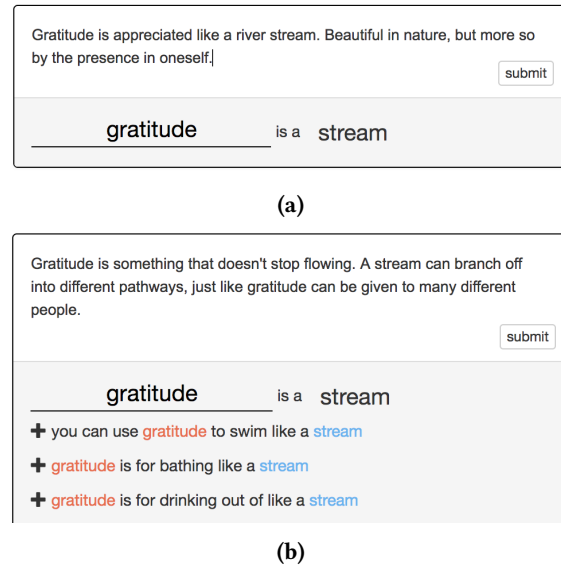 Gratitude is appreciated like a river stream. Beautiful in nature, but more so
by the presence in oneself.
submit
gratitude is a stream
(a)
Gratitude is something that doesn't stop flowing. A stream can branch off
into different pathways, just like gratitude can be given to many different
people.
submit
gratitude is a stream
+ you can use gratitude to swim like a stream
+ gratitude is for bathing like a stream
+ gratitude is for drinking out of like a stream
(b)